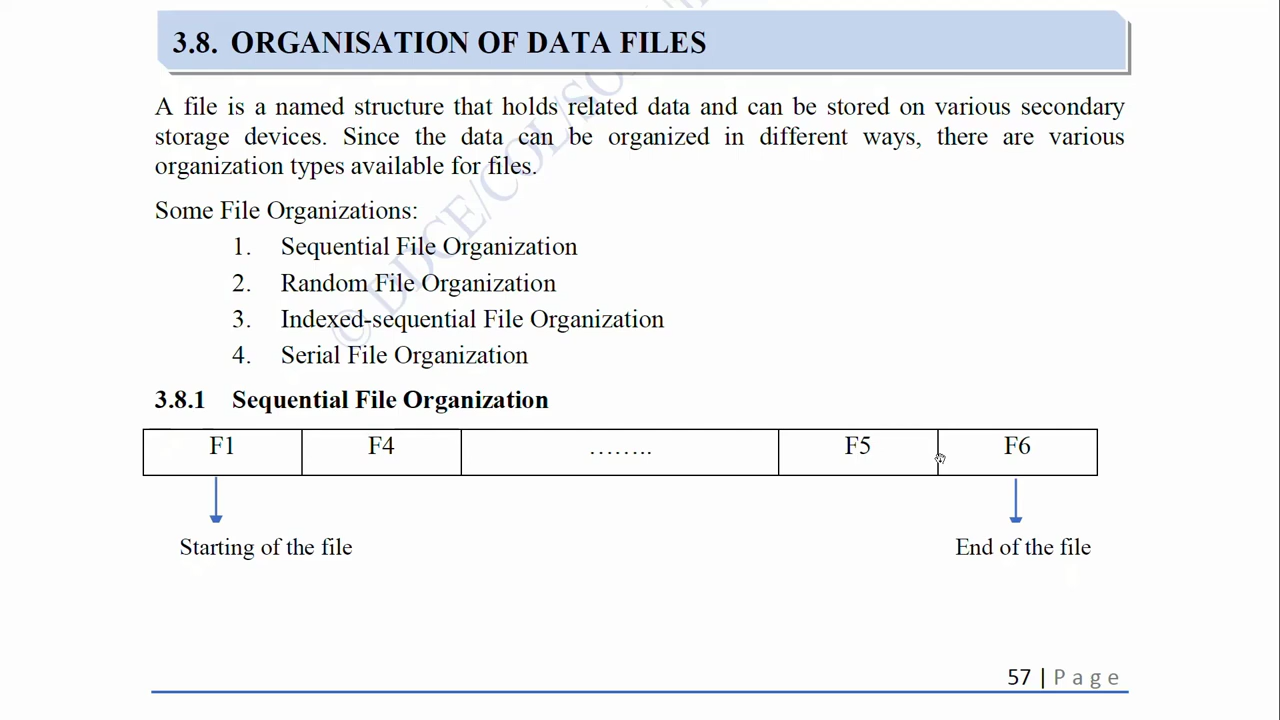 3.8. ORGANISATION OF DATA FILES
A file is a named structure that holds related data and can be stored on various secondary
storage devices. Since the data can be organized in different ways, there are various
organization types available for files.
Some File Organizations:
1. Sequential File Organization
2. Random File Organization
3. Indexed-sequential File Organization
4. Serial File Organization
3.8.1 Sequential File Organization
F1 F4 …….. F5 F6
Starting of the file End of the file
57 | Page
© DDCE/COL/SO